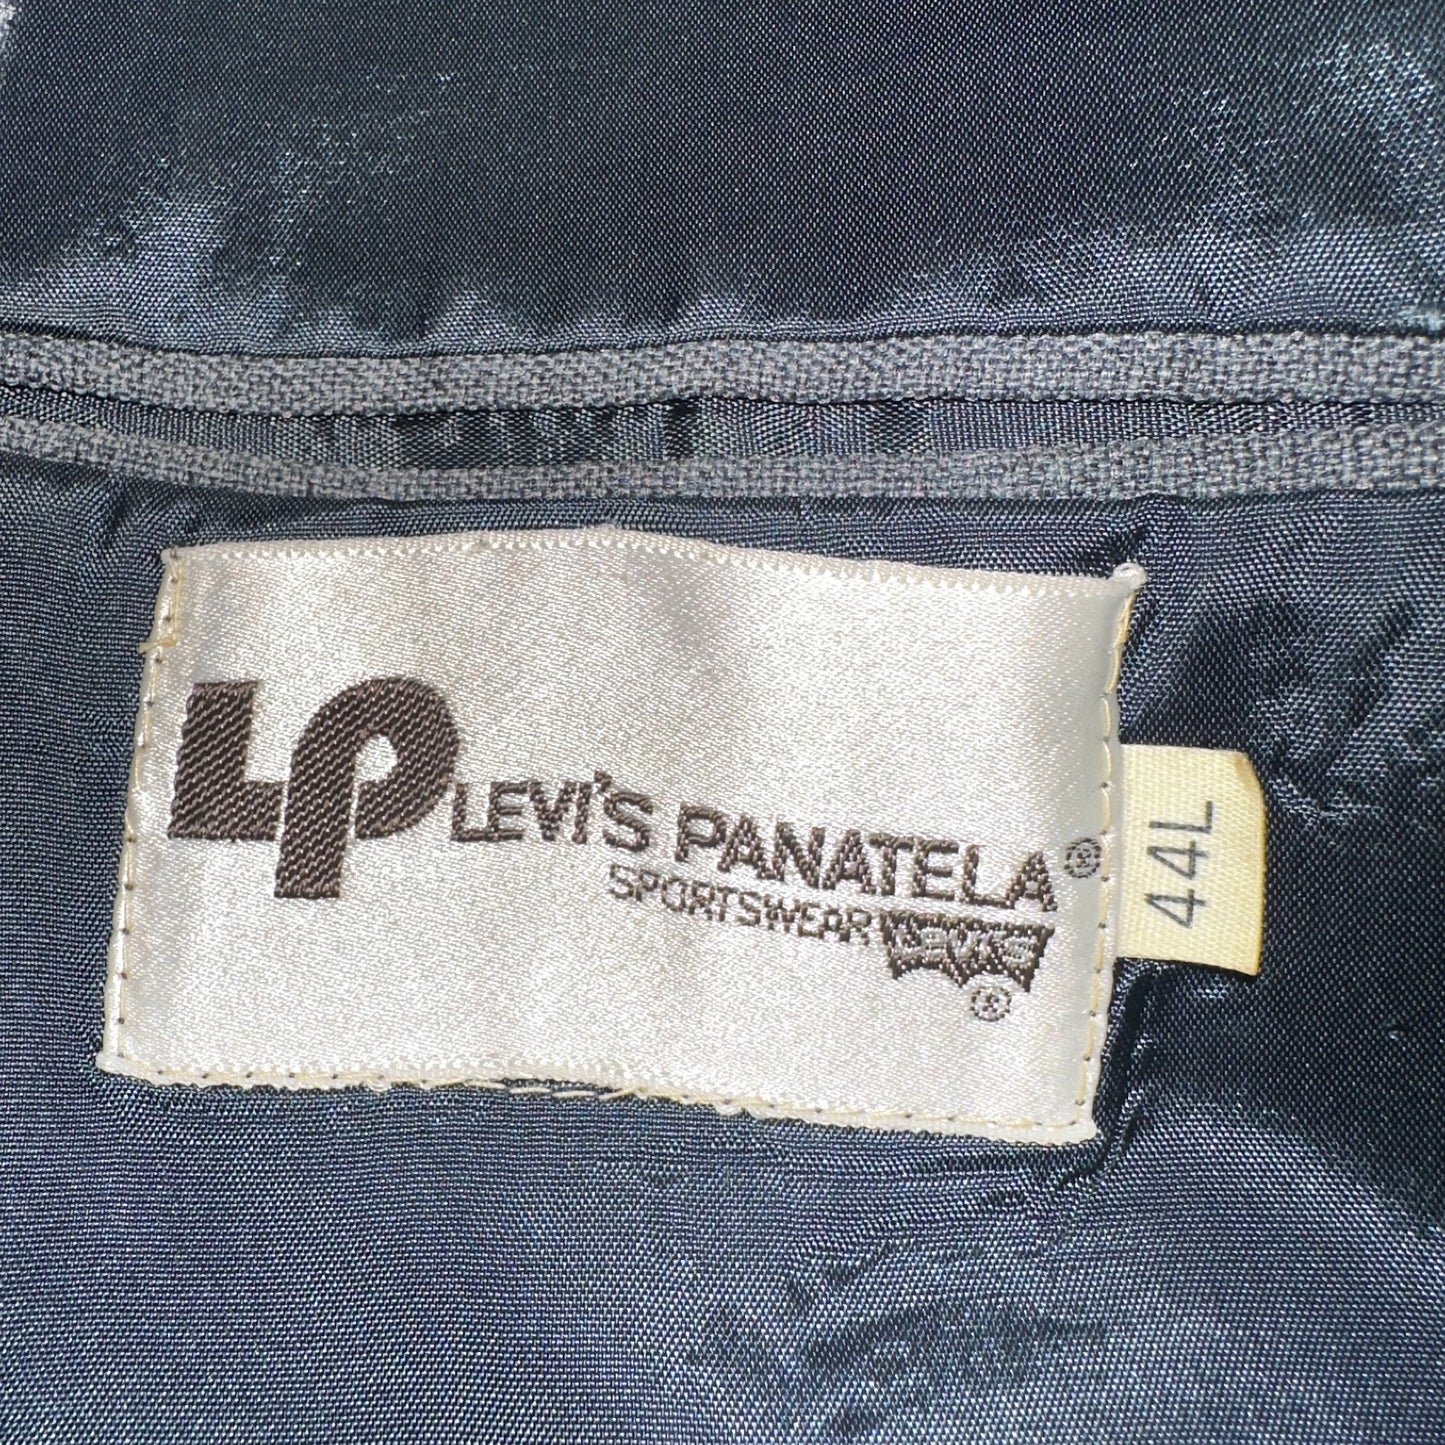 LP LEVI'S PANATELA®
SPORTSWEAR LEVI'S
®
44L